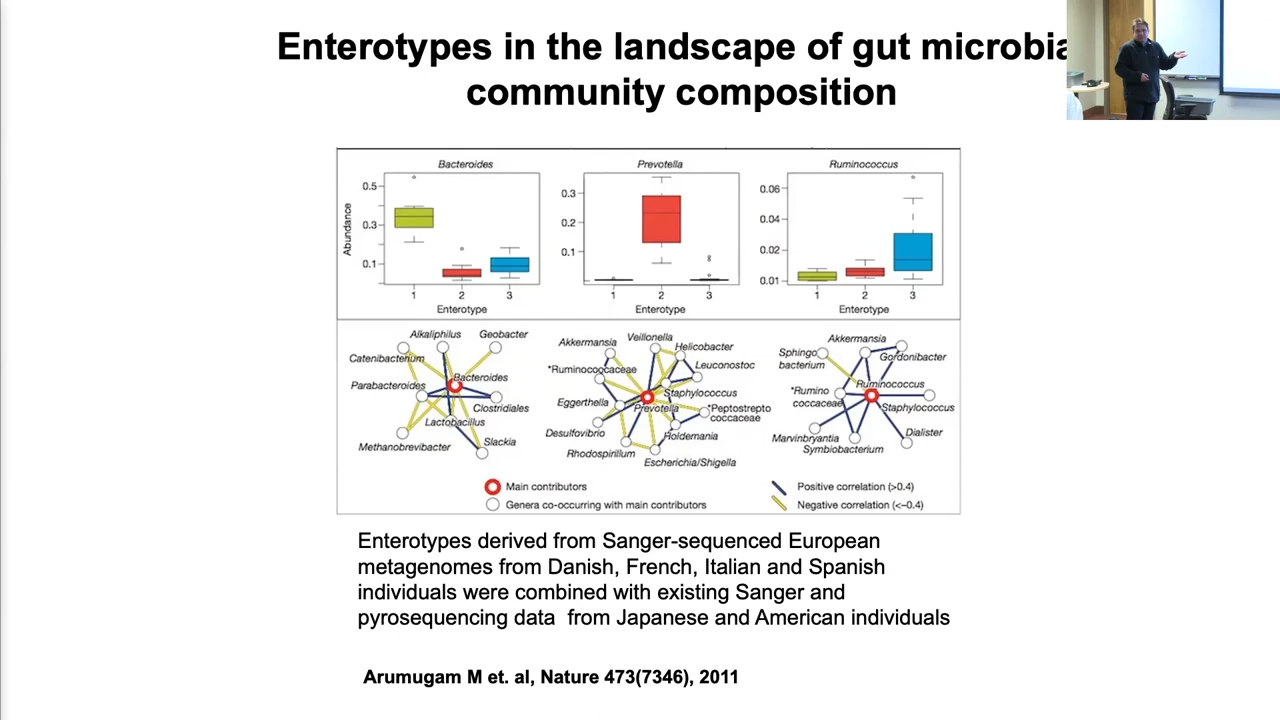 Enterotypes in the landscape of gut microbia
community composition
Bacteroides
Prevotella
Ruminococcus
Abundance
0.5
0.3
0.1
1
2
3
Enterotype
0.3
0.2
0.1
1
2
3
Enterotype
0.06
0.04
0.02
0.01
1
2
3
Enterotype
Alkaliphilus
Geobacter
Catenibacterium
Bacteroides
Parabacteroides
Clostridiales
Lactobacillus
Methanobrevibacter
Slackia
Akkermansia
Veillonella
Helicobacter
*Ruminococcaceae
Leuconostoc
Staphylococcus
Eggerthella
Prevotella
*Peptostrepto
coccaceae
Desulfovibrio
Holdemania
Rhodospirillum
Escherichia/Shigella
Akkermansia
Sphingo
bacterium
Gordonibacter
Ruminococcus
*Rumino
coccaceae
Staphylococcus
Marvinbryantia
Dialister
Symbiobacterium
Main contributors
Genera co-occurring with main contributors
Positive correlation (>0.4)
Negative correlation (<–0.4)
Enterotypes derived from Sanger-sequenced European
metagenomes from Danish, French, Italian and Spanish
individuals were combined with existing Sanger and
pyrosequencing data from Japanese and American individuals
Arumugam M et. al, Nature 473(7346), 2011